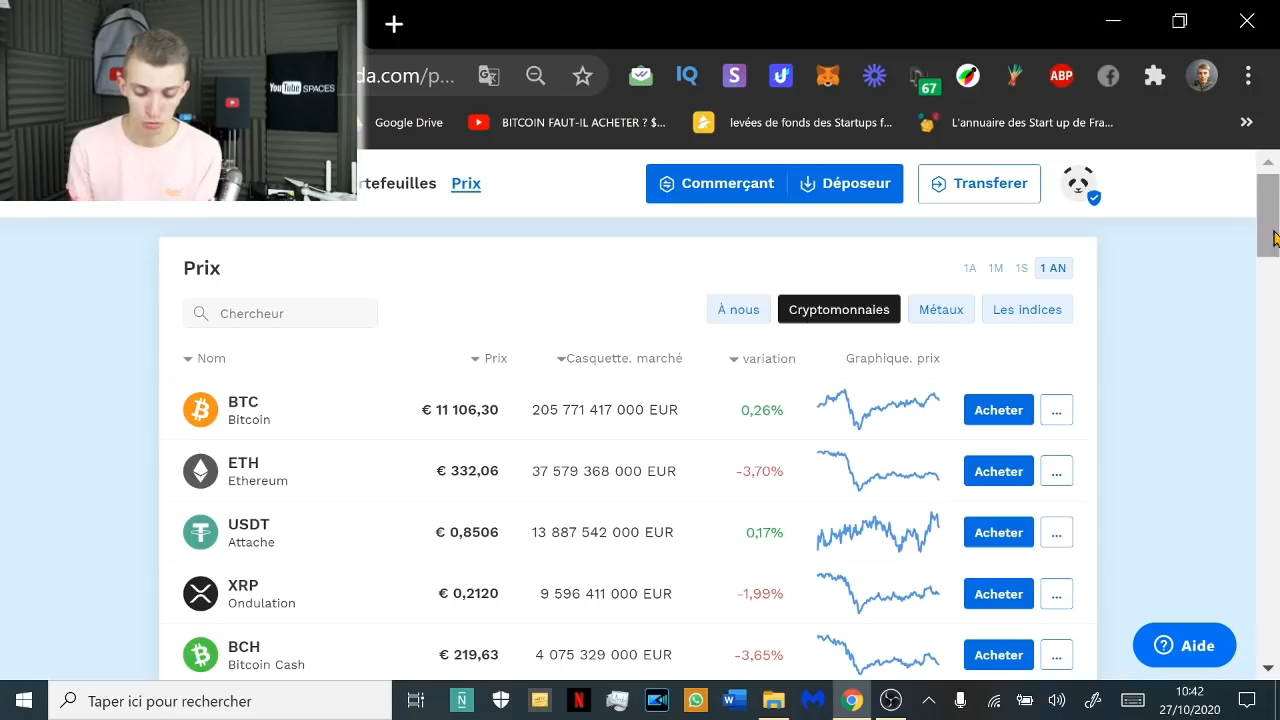 YouTube SPACES
da.com/p...
67
ABP
Google Drive
BITCOIN FAUT-IL ACHETER ? $...
levées de fonds des Startups f...
L'annuaire des Start up de Fra...
rtefeuilles
Prix
Commerçant
Déposeur
Transferer
Prix
1A 1M 1S 1 AN
Chercheur
À nous
Cryptomonnaies
Métaux
Les indices
Nom Prix Casquette. marché variation Graphique. prix
BTC
Bitcoin
€ 11 106,30 205 771 417 000 EUR 0,26% Acheter ...
ETH
Ethereum
€ 332,06 37 579 368 000 EUR -3,70% Acheter ...
USDT
Attache
€ 0,8506 13 887 542 000 EUR 0,17% Acheter ...
XRP
Ondulation
€ 0,2120 9 596 411 000 EUR -1,99% Acheter ...
BCH
Bitcoin Cash
€ 219,63 4 075 329 000 EUR -3,65% Acheter ...
Aide
Taper ici pour rechercher
10:42
27/10/2020